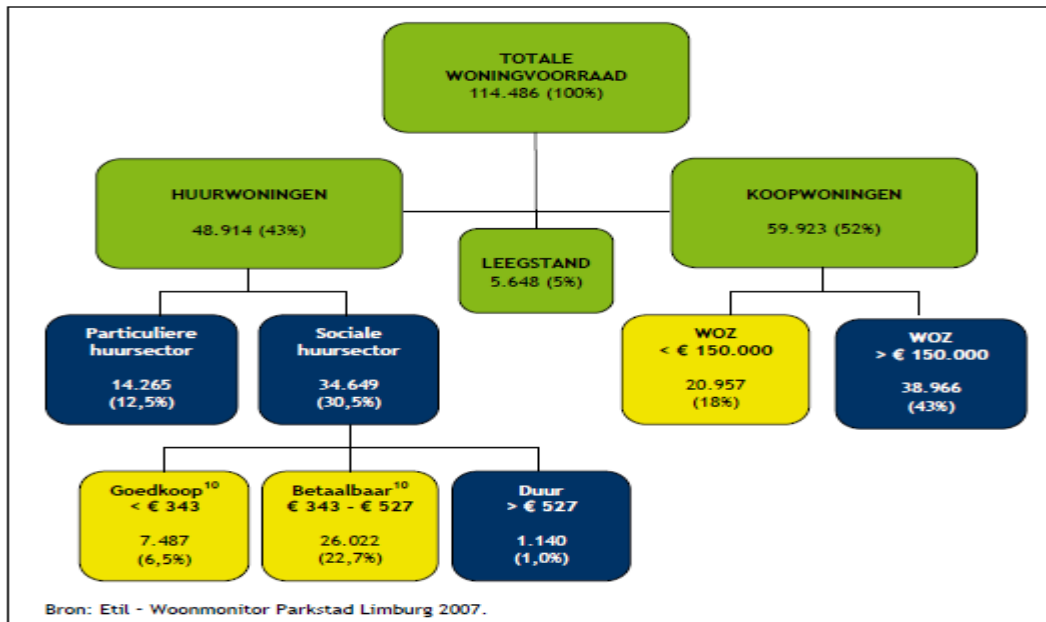 TOTALE
WONINGVOORRAAD
114.486 (100%)
HUURWONINGEN
48.914 (43%)
KOOPWONINGEN
59.923 (52%)
LEEGSTAND
5.648 (5%)
Particuliere
huursector
14.265
(12,5%)
Sociale
huursector
34.649
(30,5%)
WOZ
< € 150.000
20.957
(18%)
WOZ
> € 150.000
38.966
(43%)
Goedkoop¹⁰
< € 343
7.487
(6,5%)
Betaalbaar¹⁰
€ 343 - € 527
26.022
(22,7%)
Duur
> € 527
1.140
(1,0%)
Bron: Etil - Woonmonitor Parkstad Limburg 2007.